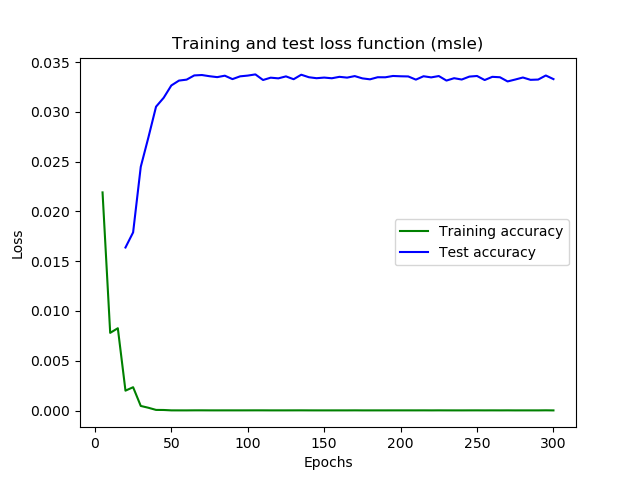 Training and test loss function (msle)
0.035
0.030
0.025
0.020
0.015
0.010
0.005
0.000
Loss
Training accuracy
Test accuracy
0 50 100 150 200 250 300
Epochs